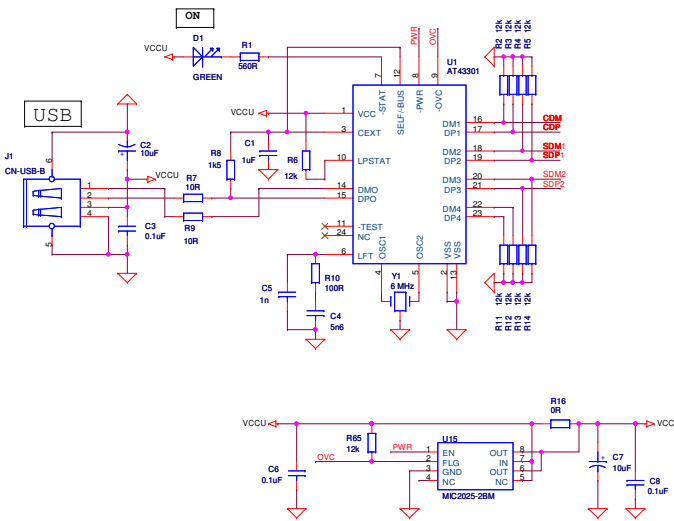 ON
D1
VCCU
GREEN
R1
560R
PWR
OVC
R2 12k
R3 12k
R4 12k
R5 12k
U1
AT43301
7
12
8
9
-STAT
SELF/-BUS
-PWR
-OVC
USB
VCCU
1
VCC
DM1
16
CDM
3
CEXT
DP1
17
CDP
C1
1uF
R8
1k5
R6
12k
10
LPSTAT
DM2
18
SDM1
DP2
19
SDP1
C2
10uF
J1
CN-USB-B
6
VCCU
1
2
3
4
5
R7
10R
R9
10R
14
DMO
DM3
20
SDM2
15
DPO
DP3
21
SDP2
C3
0.1uF
DM4
22
DP4
23
11
-TEST
24
NC
6
LFT
OSC1
OSC2
VSS
VSS
4
5
2
13
R10
100R
C5
1n
C4
5n6
Y1
6 MHz
R11 12k
R12 12k
R13 12k
R14 12k
VCCU
R65
12k
PWR
OVC
U15
1
EN
OUT
8
2
FLG
IN
7
3
GND
OUT
6
4
NC
NC
5
MIC2025-2BM
R16
0R
VCC
C6
0.1uF
C7
10uF
C8
0.1uF